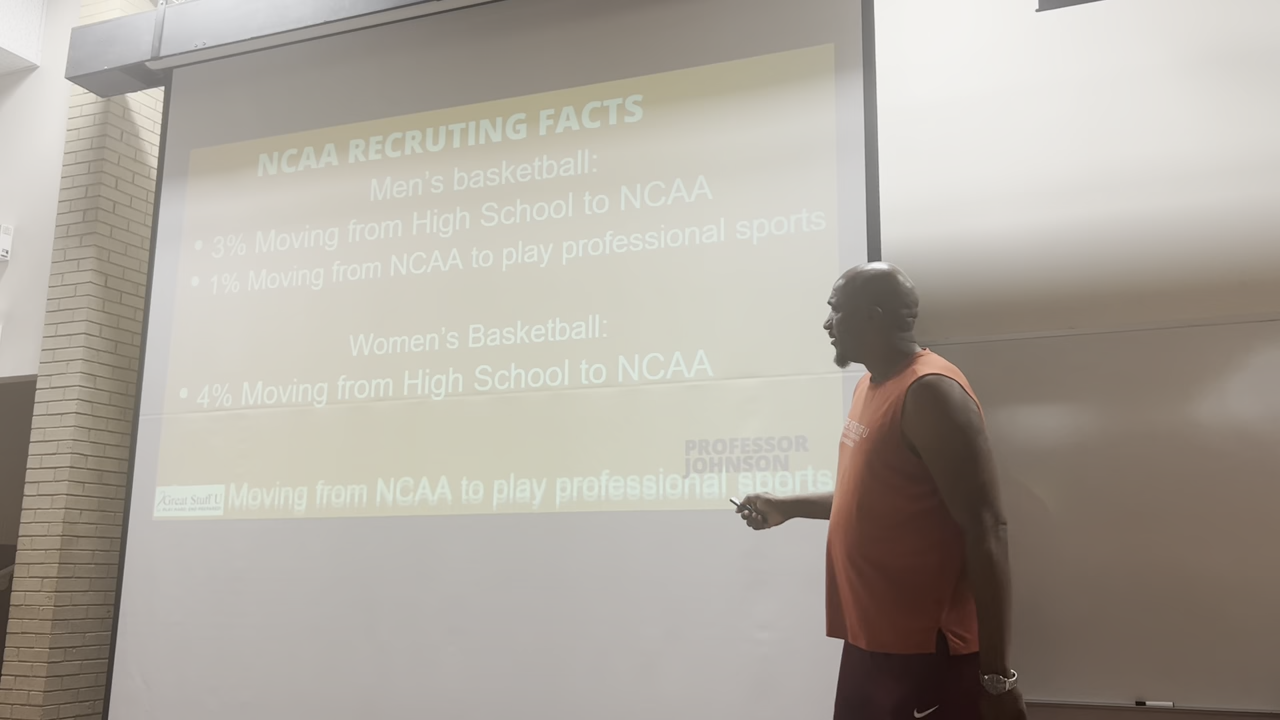 NCAA RECRUTING FACTS
Men's basketball:
• 3% Moving from High School to NCAA
• 1% Moving from NCAA to play professional sports
Women's Basketball:
• 4% Moving from High School to NCAA
PROFESSOR
JOHNSON
Moving from NCAA to play professional sports
Great Stuff U